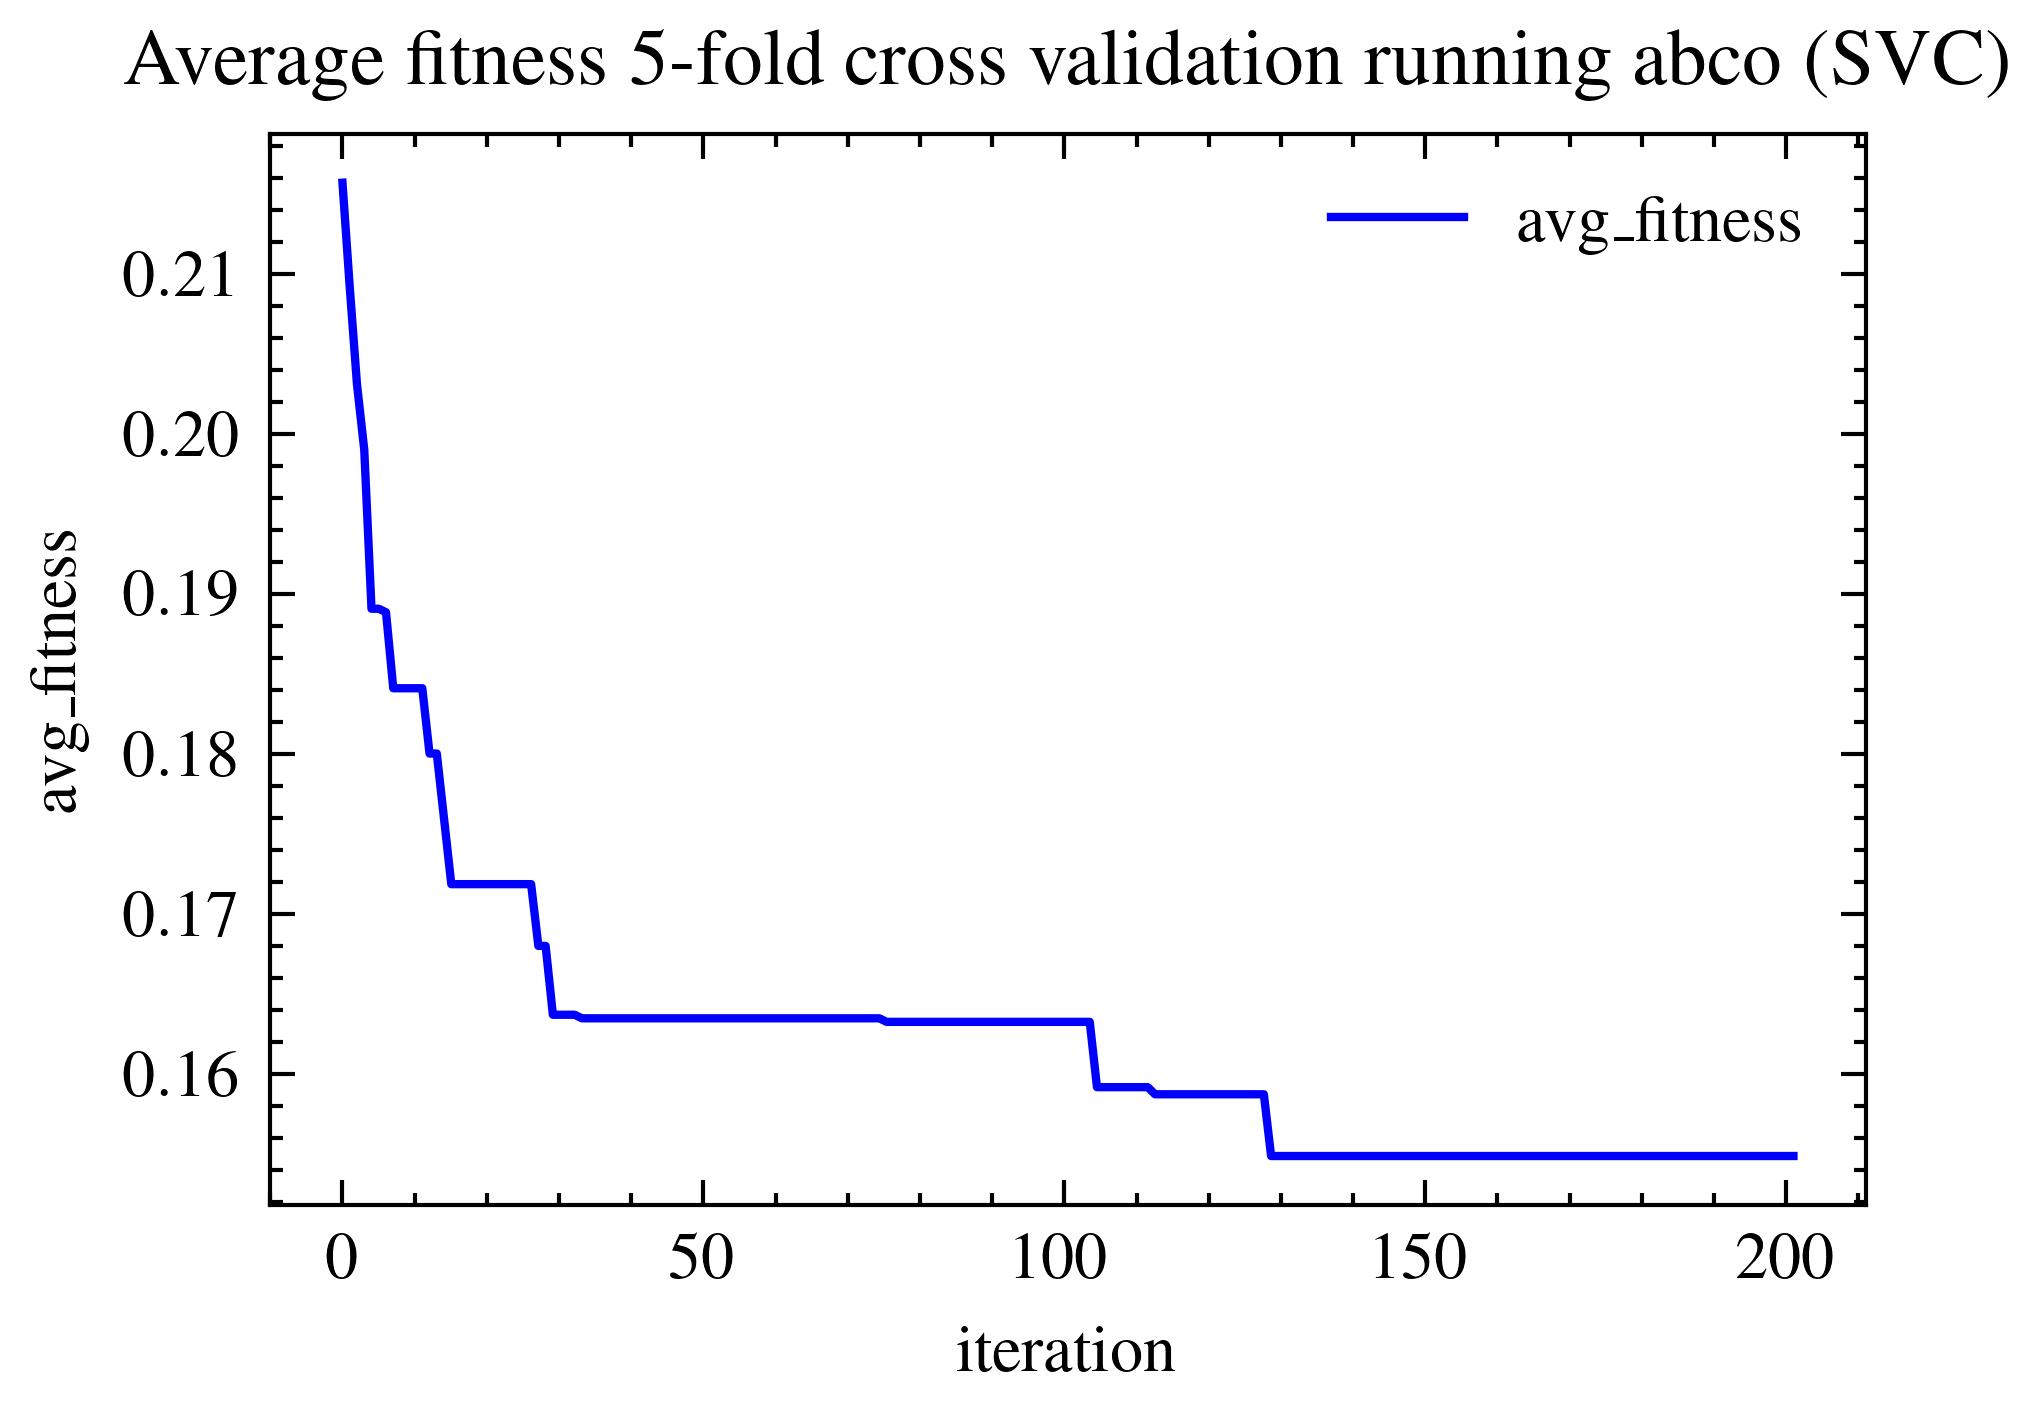 Average fitness 5-fold cross validation running abco (SVC)
avg_fitness
0.21
0.20
0.19
0.18
0.17
0.16
avg_fitness
0 50 100 150 200
iteration